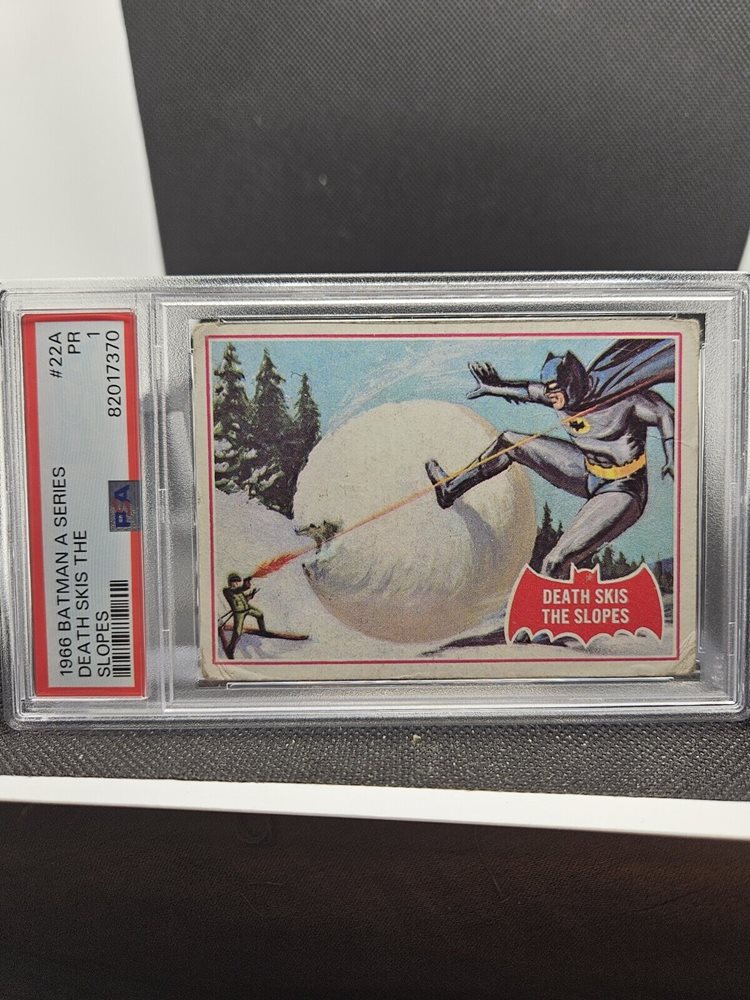 1966 BATMAN A SERIES
DEATH SKIS THE
SLOPES
#22A
PR 1
82017370
PSA
DEATH SKIS
THE SLOPES